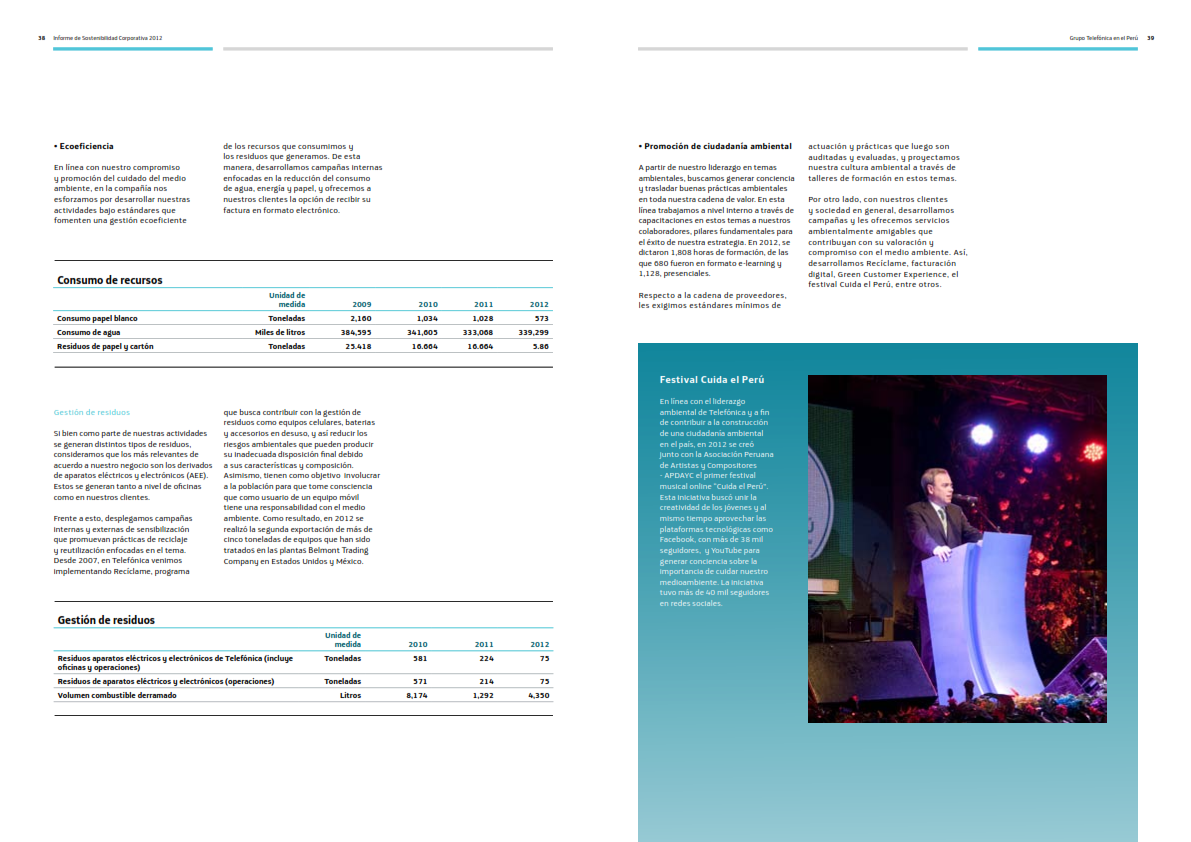 38 Informe de Sostenibilidad Corporativa 2012
• Ecoeficiencia
En línea con nuestro compromiso
y promoción del cuidado del medio
ambiente, en la compañía nos
esforzamos por desarrollar nuestras
actividades bajo estándares que
fomenten una gestión ecoeficiente
de los recursos que consumimos y
los residuos que generamos. De esta
manera, desarrollamos campañas internas
enfocadas en la reducción del consumo
de agua, energía y papel, y ofrecemos a
nuestros clientes la opción de recibir su
factura en formato electrónico.
Consumo de recursos
Unidad de
medida 2009 2010 2011 2012
Consumo papel blanco Toneladas 2,160 1,034 1,028 573
Consumo de agua Miles de litros 384,595 341,605 333,068 339,299
Residuos de papel y cartón Toneladas 25.418 16.664 16.664 5.86
Gestión de residuos
Si bien como parte de nuestras actividades
se generan distintos tipos de residuos,
consideramos que los más relevantes de
acuerdo a nuestro negocio son los derivados
de aparatos eléctricos y electrónicos (AEE).
Estos se generan tanto a nivel de oficinas
como en nuestros clientes.
Frente a esto, desplegamos campañas
internas y externas de sensibilización
que promuevan prácticas de reciclaje
y reutilización enfocadas en el tema.
Desde 2007, en Telefónica venimos
implementando Recíclame, programa
que busca contribuir con la gestión de
residuos como equipos celulares, baterias
y accesorios en desuso, y así reducir los
riesgos ambientales que pueden producir
su inadecuada disposición final debido
a sus características y composición.
Asimismo, tienen como objetivo involucrar
a la población para que tome consciencia
que como usuario de un equipo móvil
tiene una responsabilidad con el medio
ambiente. Como resultado, en 2012 se
realizó la segunda exportación de más de
cinco toneladas de equipos que han sido
tratados en las plantas Belmont Trading
Company en Estados Unidos y México.
Gestión de residuos
Unidad de
medida 2010 2011 2012
Residuos aparatos eléctricos y electrónicos de Telefónica (incluye
oficinas y operaciones) Toneladas 581 224 75
Residuos de aparatos eléctricos y electrónicos (operaciones) Toneladas 571 214 75
Volumen combustible derramado Litros 8,174 1,292 4,350
Grupo Telefónica en el Perú 39
• Promoción de ciudadanía ambiental
A partir de nuestro liderazgo en temas
ambientales, buscamos generar conciencia
y trasladar buenas prácticas ambientales
en toda nuestra cadena de valor. En esta
línea trabajamos a nivel interno a través de
capacitaciones en estos temas a nuestros
colaboradores, pilares fundamentales para
el éxito de nuestra estrategia. En 2012, se
dictaron 1,808 horas de formación, de las
que 680 fueron en formato e-learning y
1,128, presenciales.
Respecto a la cadena de proveedores,
les exigimos estándares mínimos de
actuación y prácticas que luego son
auditadas y evaluadas, y proyectamos
nuestra cultura ambiental a través de
talleres de formación en estos temas.
Por otro lado, con nuestros clientes
y sociedad en general, desarrollamos
campañas y les ofrecemos servicios
ambientalmente amigables que
contribuyan con su valoración y
compromiso con el medio ambiente. Así,
desarrollamos Recíclame, facturación
digital, Green Customer Experience, el
festival Cuida el Perú, entre otros.
Festival Cuida el Perú
En línea con el liderazgo
ambiental de Telefónica y a fin
de contribuir a la construcción
de una ciudadanía ambiental
en el país, en 2012 se creó
junto con la Asociación Peruana
de Artistas y Compositores
- APDAYC el primer festival
musical online “Cuida el Perú”.
Esta iniciativa buscó unir la
creatividad de los jóvenes y al
mismo tiempo aprovechar las
plataformas tecnológicas como
Facebook, con más de 38 mil
seguidores, y YouTube para
generar conciencia sobre la
importancia de cuidar nuestro
medioambiente. La iniciativa
tuvo más de 40 mil seguidores
en redes sociales.